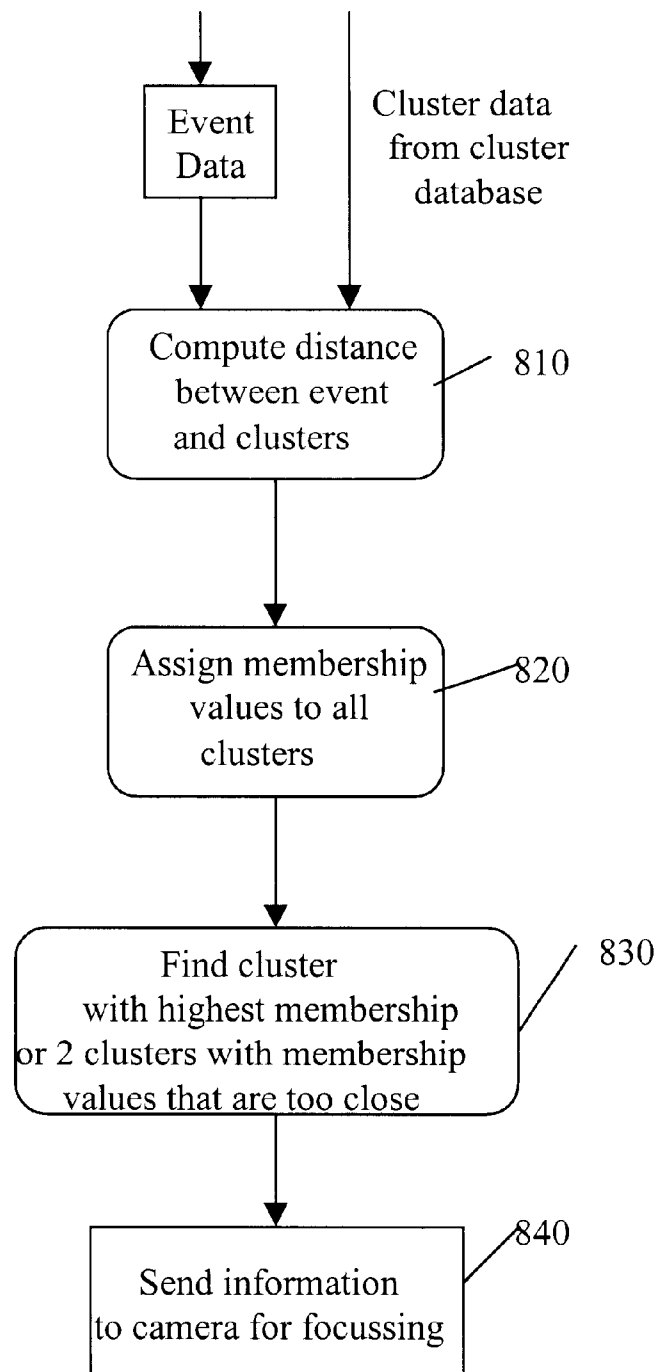 Event
Data
Cluster data
from cluster
database
Compute distance
between event
and clusters
810
Assign membership
values to all
clusters
820
Find cluster
with highest membership
or 2 clusters with membership
values that are too close
830
Send information
to camera for focussing
840